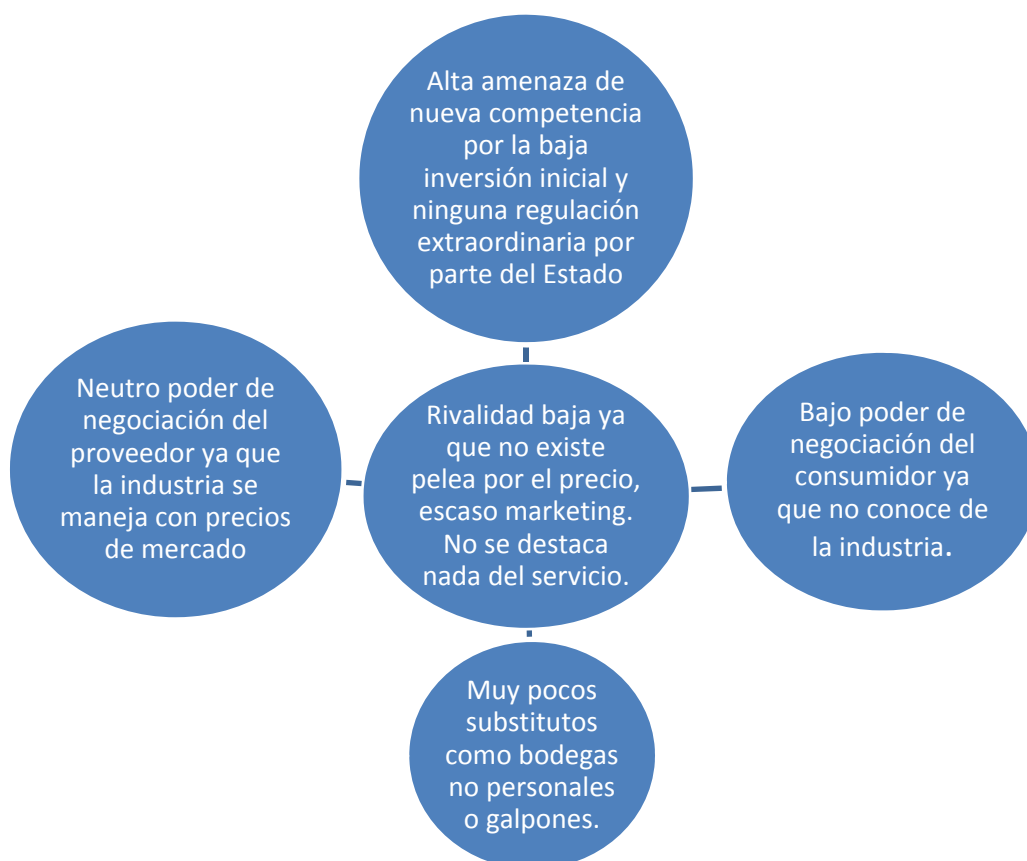 Alta amenaza de
nueva competencia
por la baja
inversión inicial y
ninguna regulación
extraordinaria por
parte del Estado
Neutro poder de
negociación del
proveedor ya que
la industria se
maneja con precios
de mercado
Rivalidad baja ya
que no existe
pelea por el precio,
escaso marketing.
No se destaca
nada del servicio.
Bajo poder de
negociación del
consumidor ya
que no conoce de
la industria.
Muy pocos
substitutos
como bodegas
no personales
o galpones.